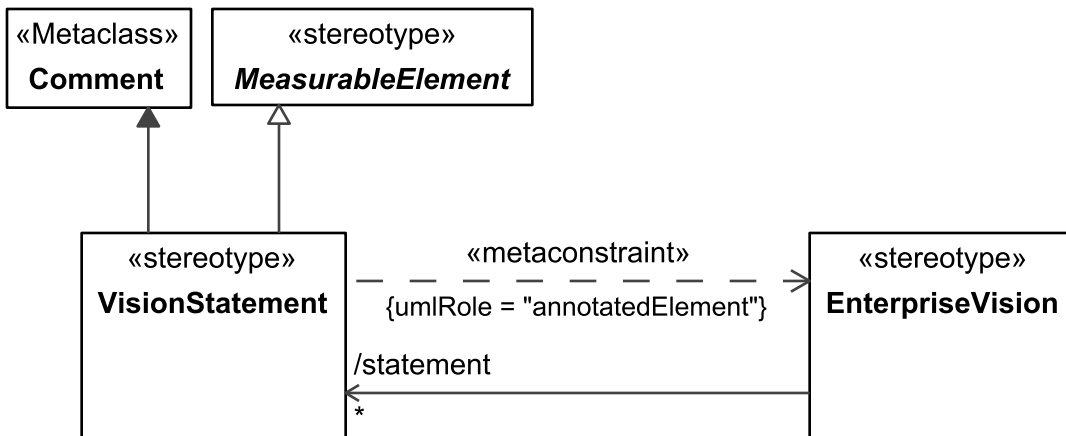 «Metaclass»
Comment
«stereotype»
MeasurableElement
«stereotype»
VisionStatement
«metaconstraint»
{umlRole = "annotatedElement"}
/statement
*
«stereotype»
EnterpriseVision